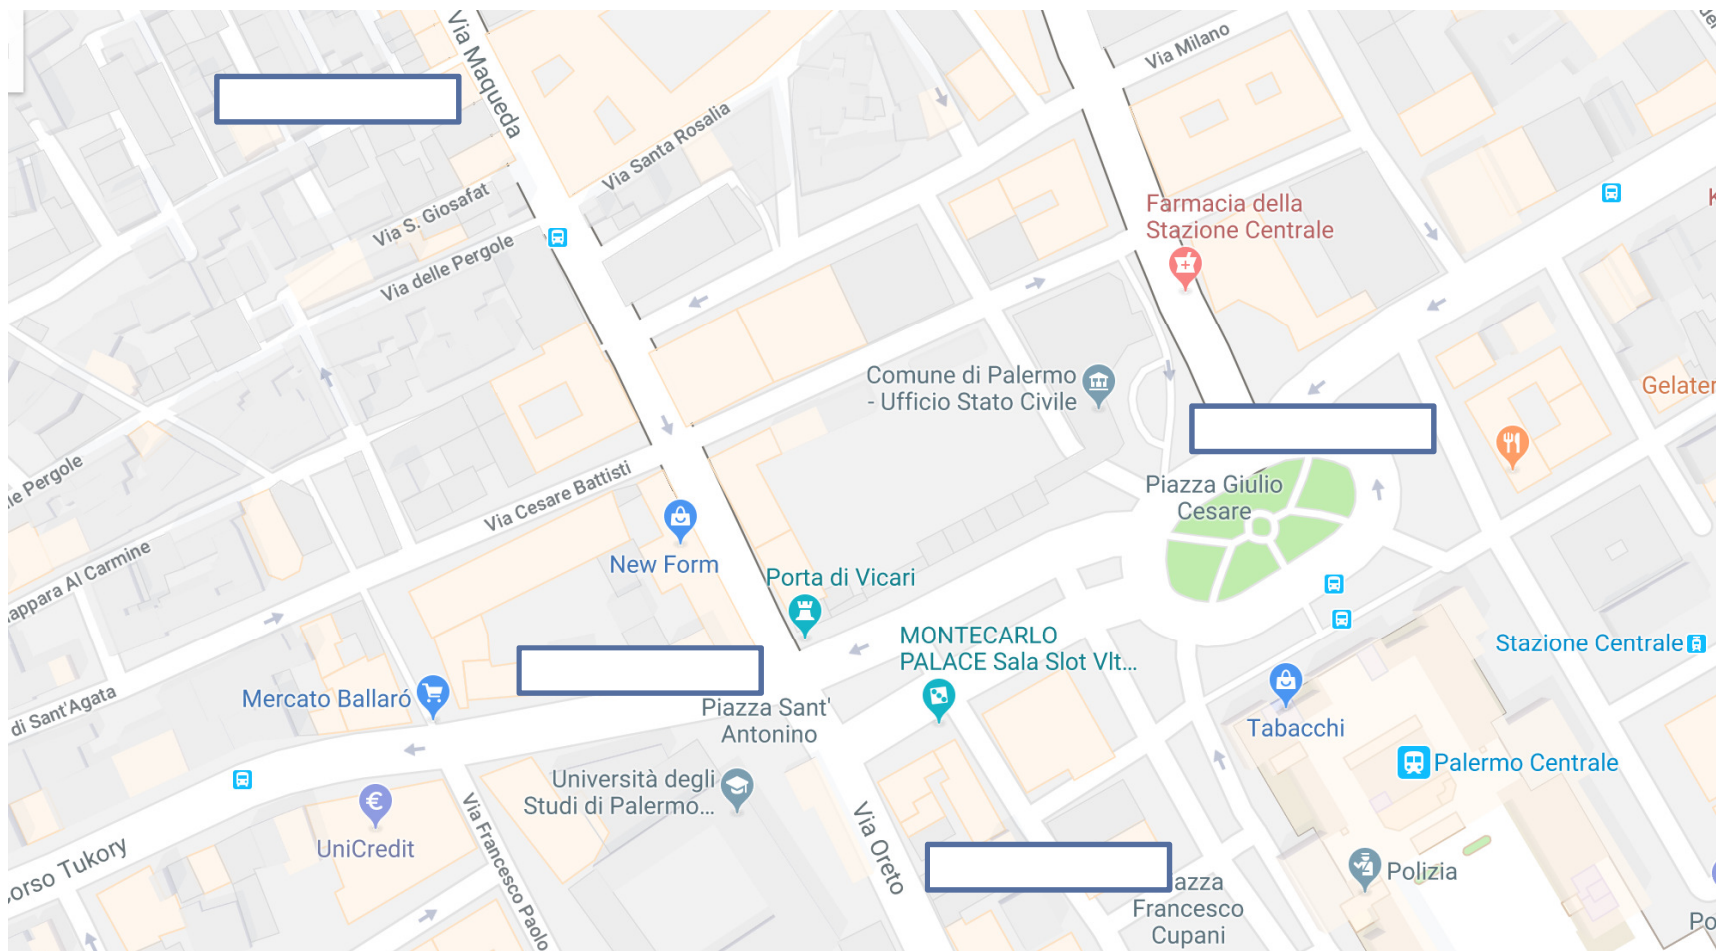 Via Maqueda
Via Milano
Via Santa Rosalia
Via S. Giosafat
Via delle Pergole
Farmacia della
Stazione Centrale
Comune di Palermo
- Ufficio Stato Civile
Gelater
Piazza Giulio
Cesare
le Pergole
Via Cesare Battisti
New Form
appara Al Carmine
Porta di Vicari
MONTECARLO
PALACE Sala Slot Vlt...
Stazione Centrale
di Sant'Agata
Mercato Ballaró
Piazza Sant'
Antonino
Tabacchi
Palermo Centrale
Università degli
Studi di Palermo...
UniCredit
Via Francesco Paolo
Via Oreto
orso Tukory
Polizia
azza
Francesco
Cupani
Po